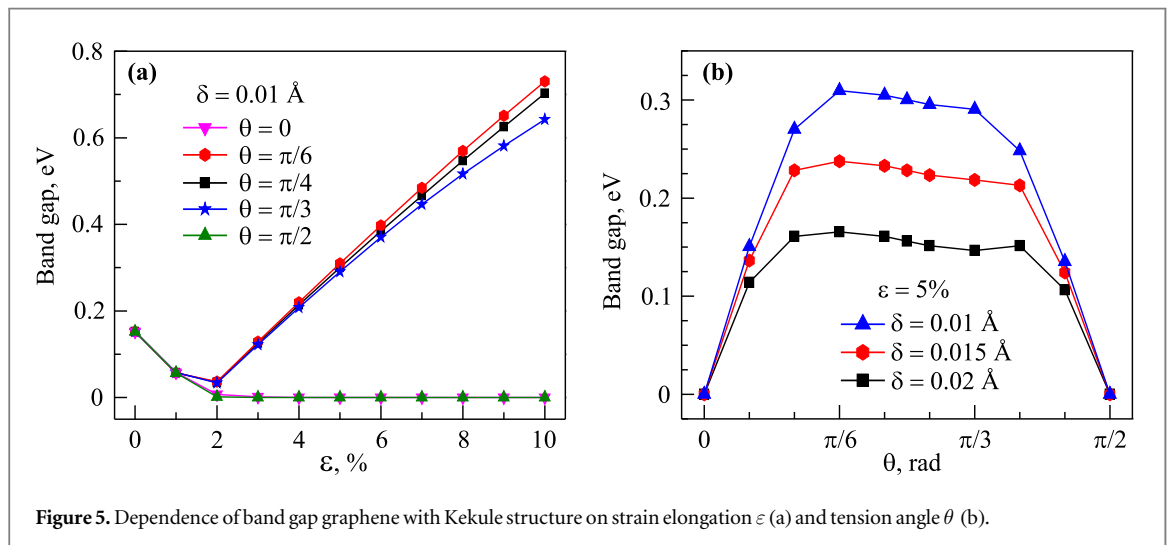 (a)
δ = 0.01 Å
θ = 0
θ = π/6
θ = π/4
θ = π/3
θ = π/2
Band gap, eV
0.8
0.6
0.4
0.2
0
0 2 4 6 8 10
ε, %
(b)
Band gap, eV
0.3
0.2
0.1
0
ε = 5%
δ = 0.01 Å
δ = 0.015 Å
δ = 0.02 Å
0 π/6 π/3 π/2
θ, rad
Figure 5. Dependence of band gap graphene with Kekule structure on strain elongation ε (a) and tension angle θ (b).